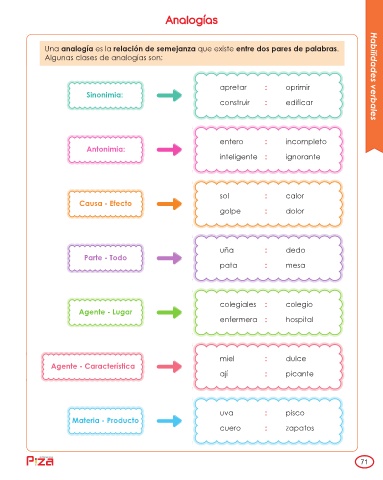 Analogías
Habilidades verbales
Una analogía es la relación de semejanza que existe entre dos pares de palabras.
Algunas clases de analogías son:
Sinonimia:
apretar : oprimir
construir : edificar
Antonimia:
entero : incompleto
inteligente : ignorante
Causa - Efecto
sol : calor
golpe : dolor
Parte - Todo
uña : dedo
pata : mesa
Agente - Lugar
colegiales : colegio
enfermera : hospital
Agente - Característica
miel : dulce
ají : picante
Materia - Producto
uva : pisco
cuero : zapatos
71